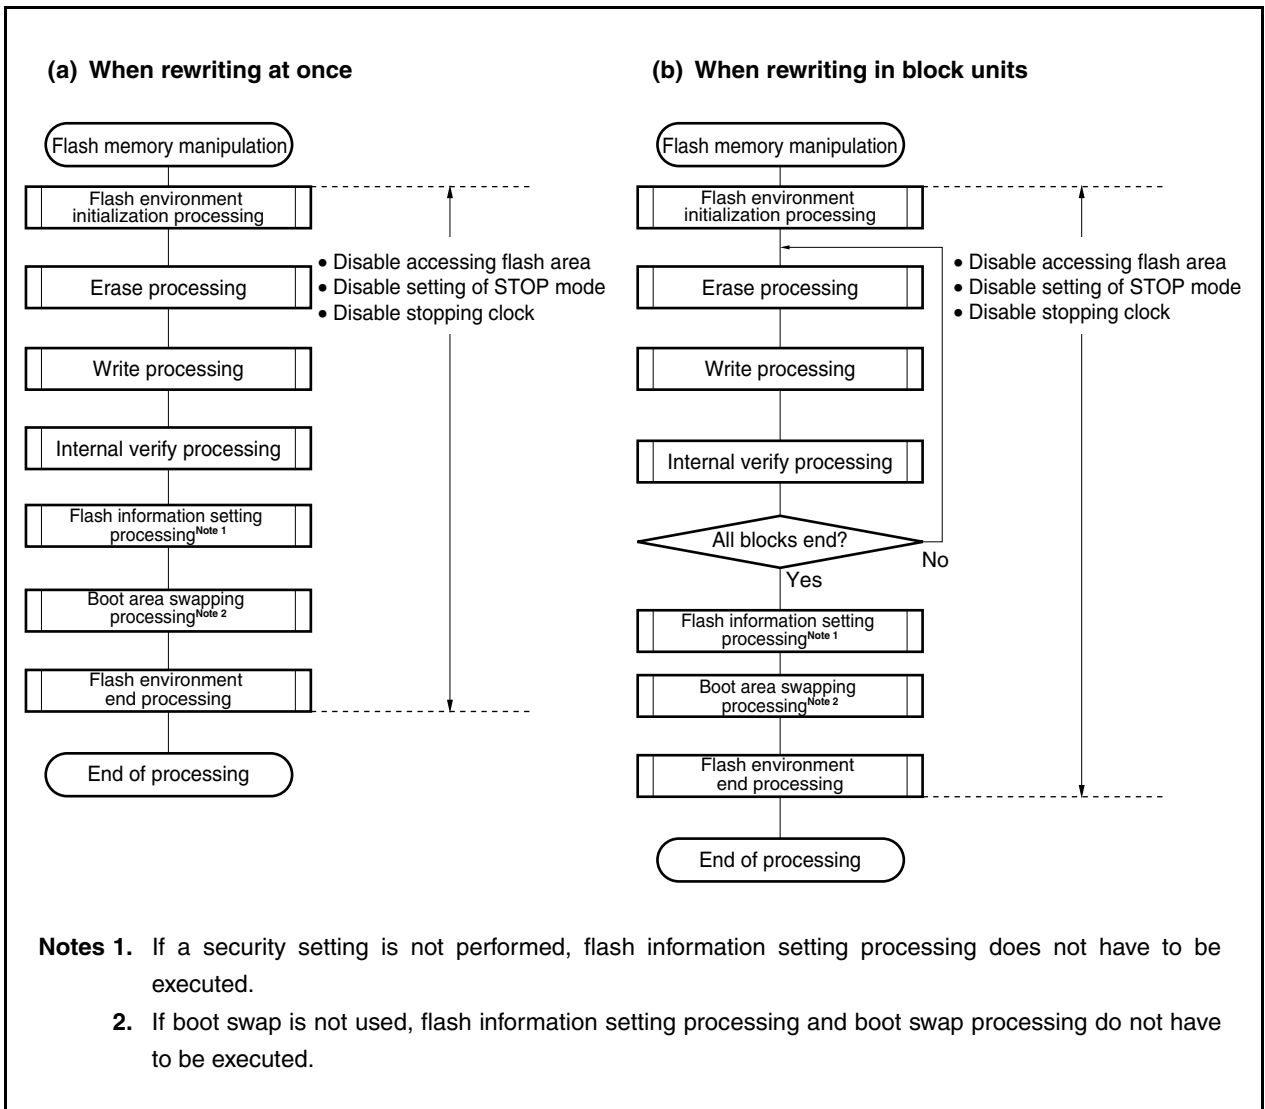 (a) When rewriting at once
Flash memory manipulation
Flash environment
initialization processing
Erase processing
• Disable accessing flash area
• Disable setting of STOP mode
• Disable stopping clock
Write processing
Internal verify processing
Flash information setting
processingNote 1
Boot area swapping
processingNote 2
Flash environment
end processing
End of processing
(b) When rewriting in block units
Flash memory manipulation
Flash environment
initialization processing
Erase processing
• Disable accessing flash area
• Disable setting of STOP mode
• Disable stopping clock
Write processing
Internal verify processing
All blocks end?
No
Yes
Flash information setting
processingNote 1
Boot area swapping
processingNote 2
Flash environment
end processing
End of processing
Notes 1. If a security setting is not performed, flash information setting processing does not have to be
executed.
2. If boot swap is not used, flash information setting processing and boot swap processing do not have
to be executed.